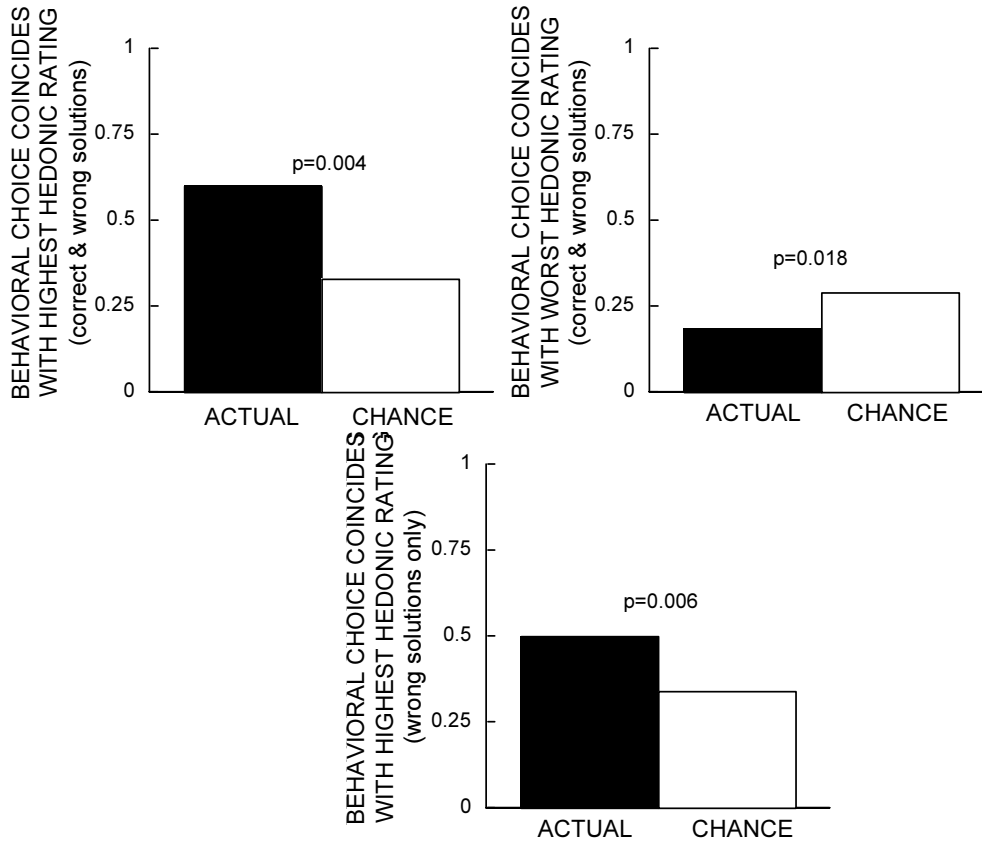 BEHAVIORAL CHOICE COINCIDES
WITH HIGHEST HEDONIC RATING
(correct & wrong solutions)
1
0.75
0.5
0.25
0
p=0.004
ACTUAL
CHANCE
BEHAVIORAL CHOICE COINCIDES
WITH WORST HEDONIC RATING
(correct & wrong solutions)
1
0.75
0.5
0.25
0
p=0.018
ACTUAL
CHANCE
BEHAVIORAL CHOICE COINCIDES
WITH HIGHEST HEDONIC RATING
(wrong solutions only)
1
0.75
0.5
0.25
0
p=0.006
ACTUAL
CHANCE